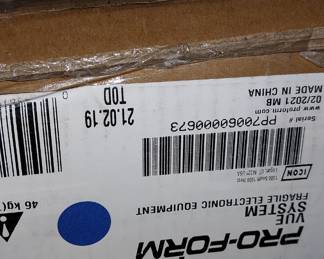 PRO-FORM
VUE
SYSTEM
FRAGILE ELECTRONIC EQUIPMENT
46 kg
ICON
Serial # PP70060000673
www.proform.com
02/2021 MB
MADE IN CHINA
21.02.19
TOD